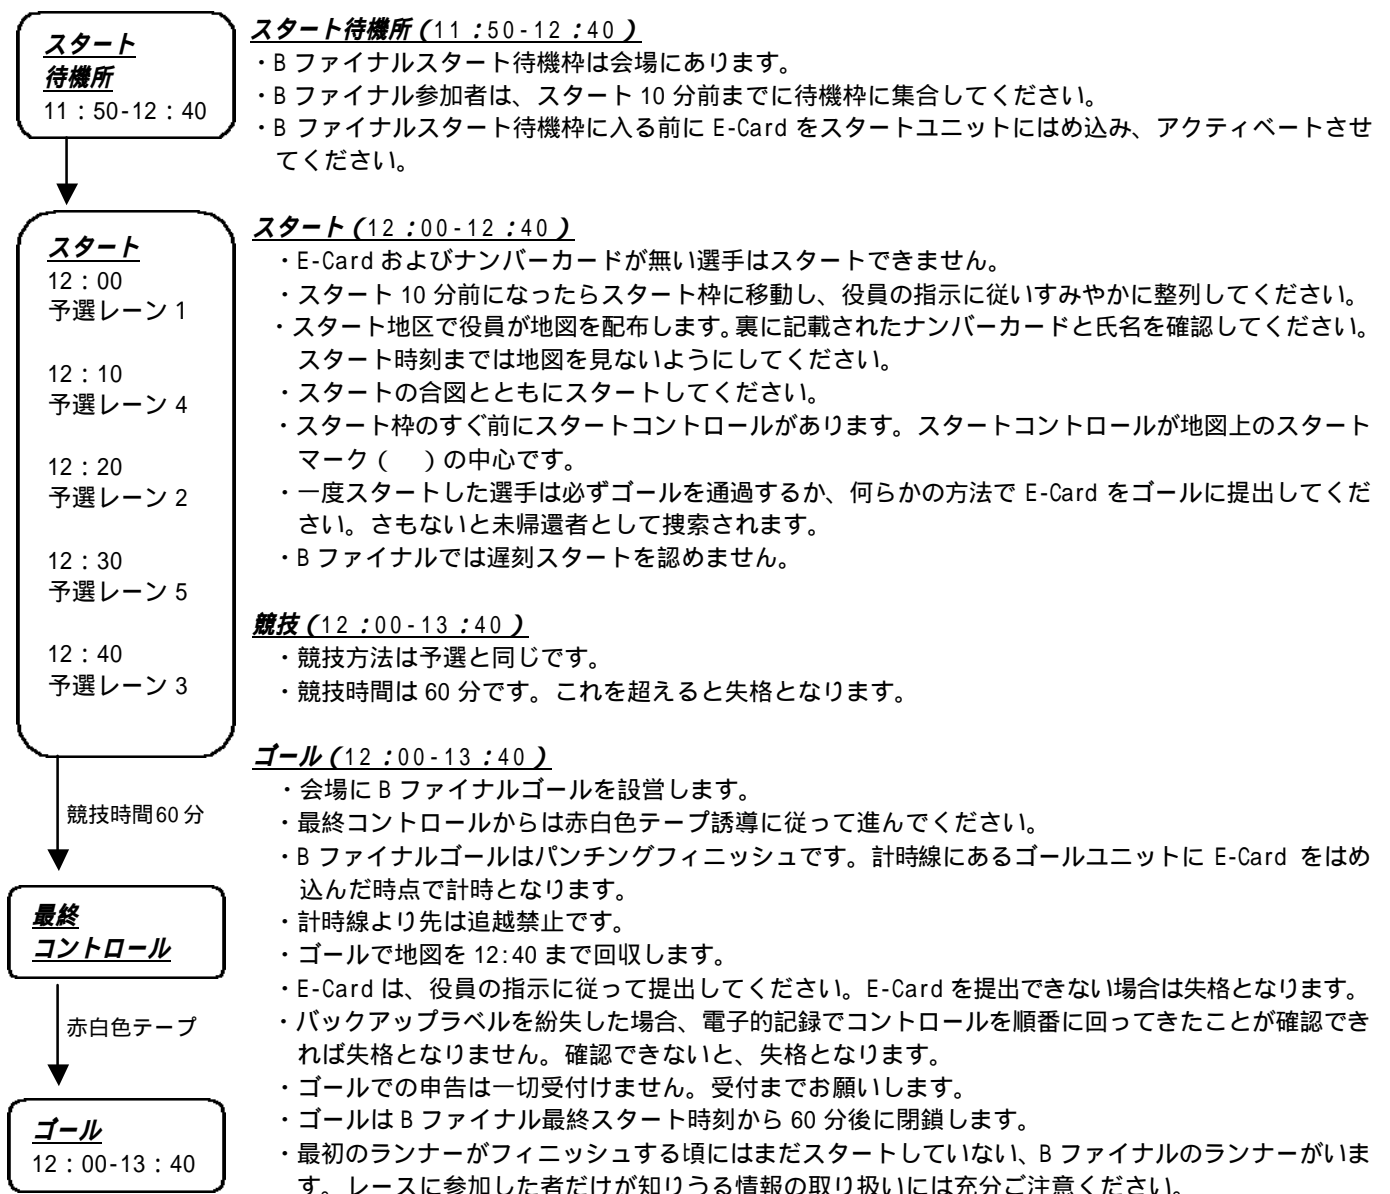 スタート
待機所
11：50-12：40
スタート
12：00
予選レーン 1
12：10
予選レーン 4
12：20
予選レーン 2
12：30
予選レーン 5
12：40
予選レーン 3
競技時間60分
最終
コントロール
赤白色テープ
ゴール
12：00-13：40
スタート待機所（11：50-12：40）
・B ファイナルスタート待機枠は会場にあります。
・B ファイナル参加者は、スタート 10 分前までに待機枠に集合してください。
・B ファイナルスタート待機枠に入る前に E-Card をスタートユニットにはめ込み、アクティベートさせ
てください。
スタート（12：00-12：40）
・E-Card およびナンバーカードが無い選手はスタートできません。
・スタート 10 分前になったらスタート枠に移動し、役員の指示に従いすみやかに整列してください。
・スタート地区で役員が地図を配布します。裏に記載されたナンバーカードと氏名を確認してください。
スタート時刻までは地図を見ないようにしてください。
・スタートの合図とともにスタートしてください。
・スタート枠のすぐ前にスタートコントロールがあります。スタートコントロールが地図上のスタート
マーク（　）の中心です。
・一度スタートした選手は必ずゴールを通過するか、何らかの方法で E-Card をゴールに提出してくだ
さい。さもないと未帰還者として捜索されます。
・B ファイナルでは遅刻スタートを認めません。
競技（12：00-13：40）
・競技方法は予選と同じです。
・競技時間は 60 分です。これを超えると失格となります。
ゴール（12：00-13：40）
・会場に B ファイナルゴールを設営します。
・最終コントロールからは赤白色テープ誘導に従って進んでください。
・B ファイナルゴールはパンチングフィニッシュです。計時線にあるゴールユニットに E-Card をはめ
込んだ時点で計時となります。
・計時線より先は追越禁止です。
・ゴールで地図を 12:40 まで回収します。
・E-Card は、役員の指示に従って提出してください。E-Card を提出できない場合は失格となります。
・バックアップラベルを紛失した場合、電子的記録でコントロールを順番に回ってきたことが確認でき
れば失格となりません。確認できないと、失格となります。
・ゴールでの申告は一切受付けません。受付までお願いします。
・ゴールは B ファイナル最終スタート時刻から 60 分後に閉鎖します。
・最初のランナーがフィニッシュする頃にはまだスタートしていない、B ファイナルのランナーがいま
す。レースに参加した者だけが知りうる情報の取り扱いには充分ご注意ください。